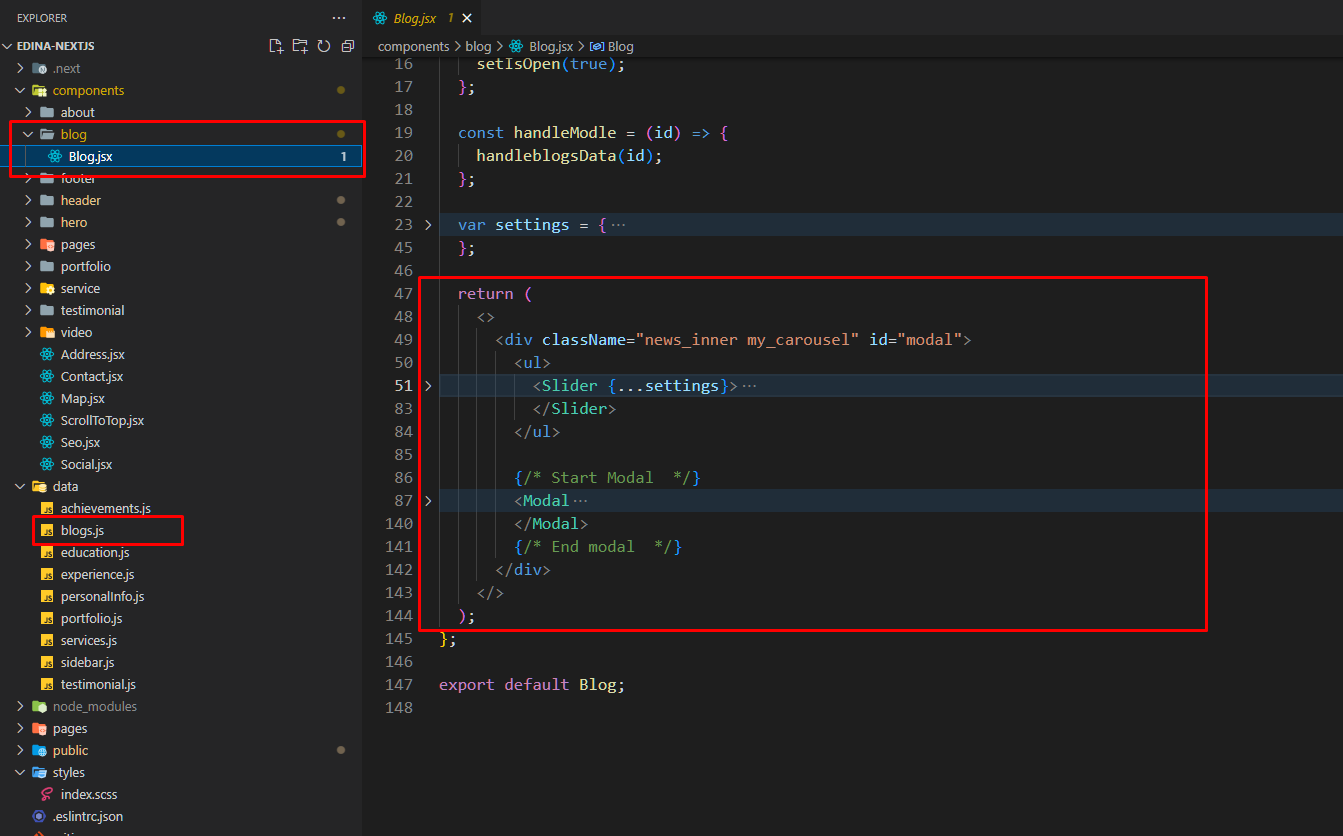 EXPLORER ...
EDINA-NEXTJS
.next
components
about
blog
Blog.jsx 1
footer
header
hero
pages
portfolio
service
testimonial
video
Address.jsx
Contact.jsx
Map.jsx
ScrollToTop.jsx
Seo.jsx
Social.jsx
data
achievements.js
blogs.js
education.js
experience.js
personalInfo.js
portfolio.js
services.js
sidebar.js
testimonial.js
node_modules
pages
public
styles
index.scss
.eslintrc.json
Blog.jsx 1
components > blog > Blog.jsx > Blog
16 setIsOpen(true);
17 };
18
19 const handleModle = (id) => {
20 handleblogsData(id);
21 };
22
23 var settings = { ...
45 };
46
47 return (
48 <>
49 <div className="news_inner my_carousel" id="modal">
50 <ul>
51 <Slider {...settings}> ...
83 </Slider>
84 </ul>
85
86 {/* Start Modal  */}
87 <Modal ...
140 </Modal>
141 {/* End modal  */}
142 </div>
143 </>
144 );
145 };
146
147 export default Blog;
148